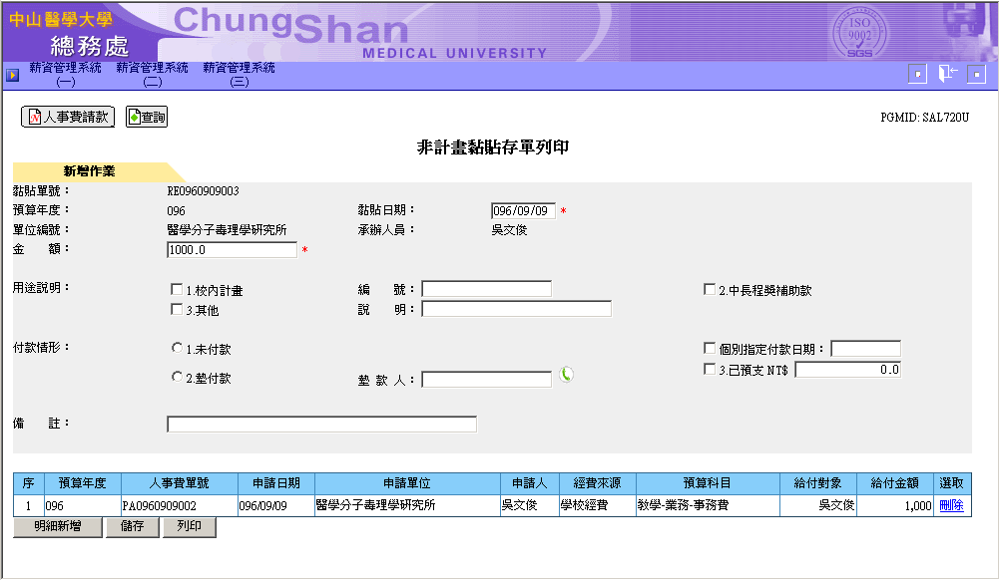 中山醫學大學
ChungShan
總務處
MEDICAL UNIVERSITY
ISO
9002
SGS
薪資管理系統(一) 薪資管理系統(二) 薪資管理系統(三)
人事費請款 查詢 PGMID: SAL720U
非計畫黏貼存單列印
新增作業
黏貼單號： RE0960909003
預算年度： 096 黏貼日期： 096/09/09 *
單位編號： 醫學分子毒理學研究所 承辦人員： 吳文俊
金 額： 1000.0 *
用途說明： 1.校內計畫 編 號： 2.中長程獎補助款
3.其他 說 明：
付款情形： 1.未付款 個別指定付款日期：
2.墊付款 墊 款 人： 3.已預支 NT$ 0.0
備 註：
序 預算年度 人事費單號 申請日期 申請單位 申請人 經費來源 預算科目 給付對象 給付金額 選取
1 096 PA0960909002 096/09/09 醫學分子毒理學研究所 吳文俊 學校經費 教學-業務-事務費 吳文俊 1,000 刪除
明細新增 儲存 列印